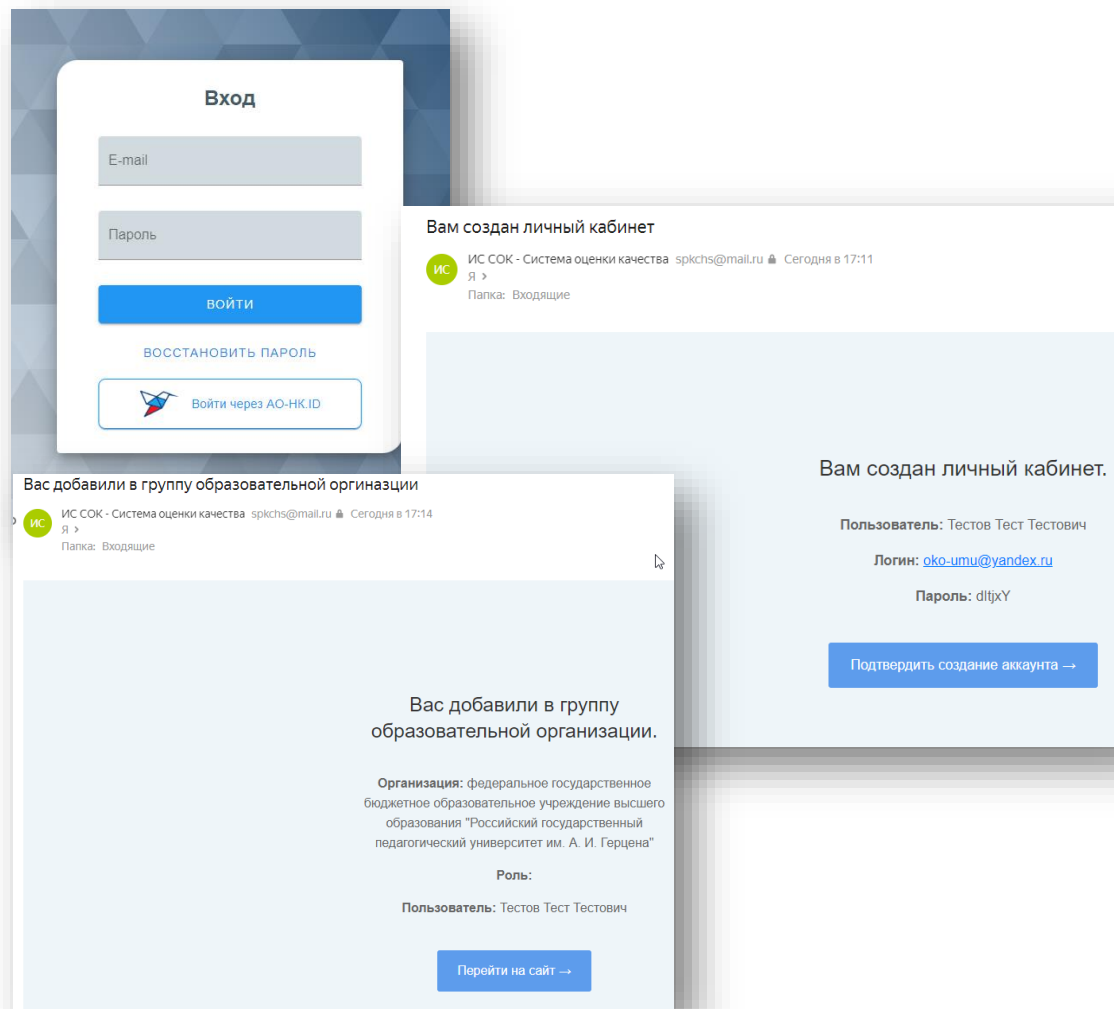 Вход
E-mail
Пароль
ВОЙТИ
ВОССТАНОВИТЬ ПАРОЛЬ
Войти через АО-НК.ID
Вам создан личный кабинет
ИС
ИС СОК - Система оценки качества spkchs@mail.ru Сегодня в 17:11
Я >
Папка: Входящие
Вам создан личный кабинет.
Пользователь: Тестов Тест Тестович
Логин: oko-umu@yandex.ru
Пароль: dItjxY
Подтвердить создание аккаунта →
Вас добавили в группу образовательной оргиназции
ИС
ИС СОК - Система оценки качества spkchs@mail.ru Сегодня в 17:14
Я >
Папка: Входящие
Вас добавили в группу
образовательной организации.
Организация: федеральное государственное
бюджетное образовательное учреждение высшего
образования "Российский государственный
педагогический университет им. А. И. Герцена"
Роль:
Пользователь: Тестов Тест Тестович
Перейти на сайт →